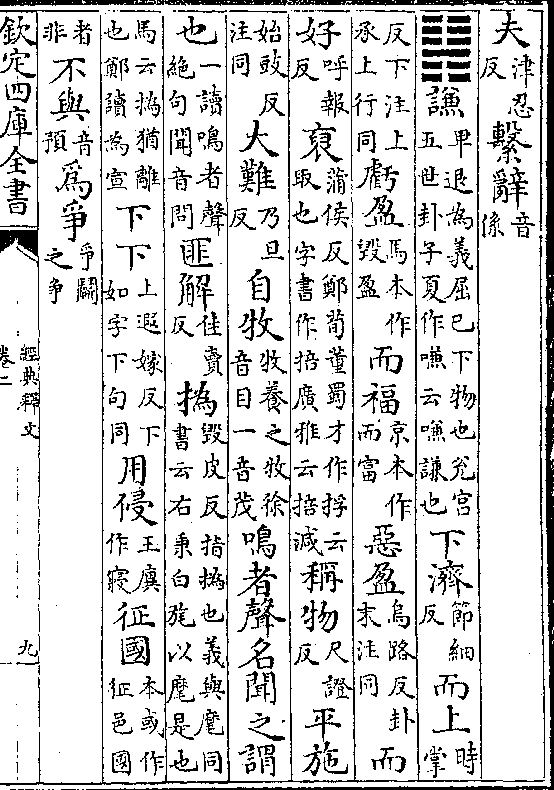 夫津忍反繫辭音係
䷎謙卑退為義屈已下物也兊宮五世卦子夏作嗛云嗛謙也下濟節細反而上時掌
反下注上承上行同虧盈馬本作毀盈而福京本作而富惡盈烏路反卦末注同而
好呼報反裒蒲侯反鄭荀董蜀才作捊云取也字書作掊廣雅云掊減稱物尺證反平施
始豉反注同大難乃旦反自牧牧養之牧徐音目一音茂鳴者聲名聞之謂
也一讀鳴者聲絕句聞音問匪解佳賣反撝毀皮反指撝也義與麾同書云右秉白旄以麾是也
馬云撝猶離也鄭讀為宣下下上遐嫁反下如字下句同用侵王廙作寑征國本或作征邑國
者非不與音預為爭爭鬭之爭
欽定四庫全書 經典釋文 卷二 九